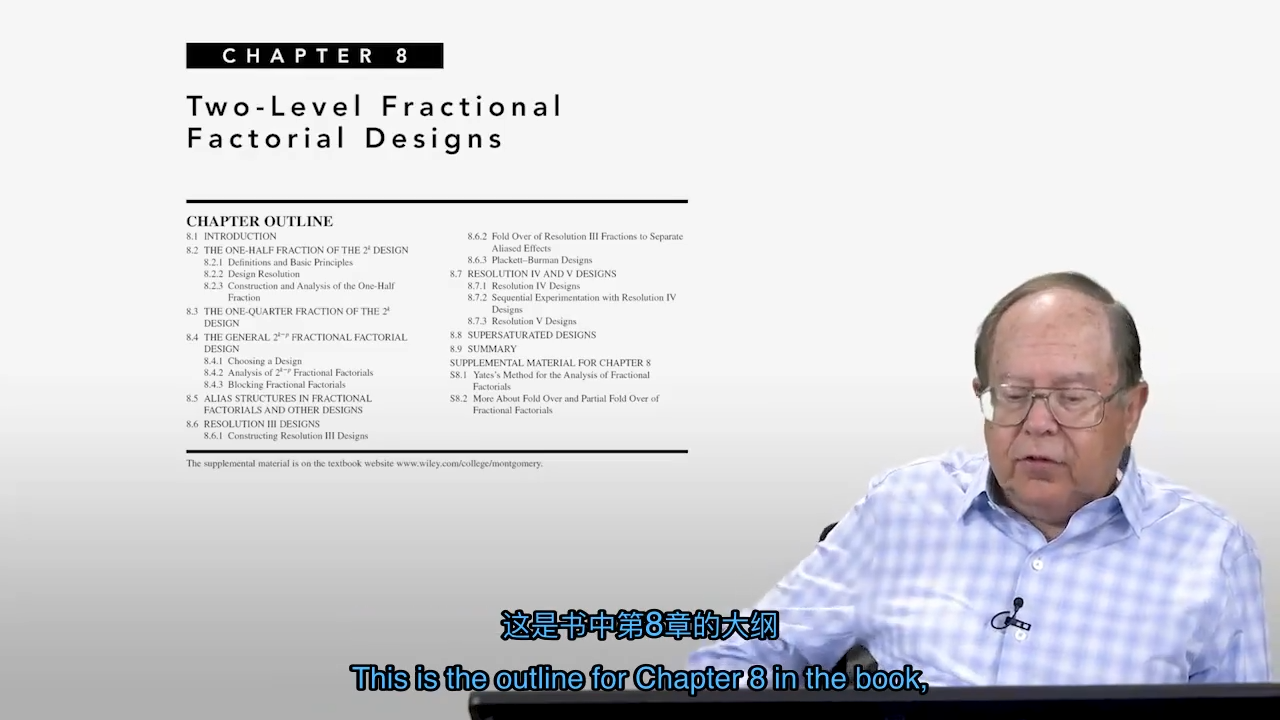 CHAPTER 8
Two-Level Fractional
Factorial Designs
CHAPTER OUTLINE
8.1 INTRODUCTION
8.2 THE ONE-HALF FRACTION OF THE 2^k DESIGN
8.2.1 Definitions and Basic Principles
8.2.2 Design Resolution
8.2.3 Construction and Analysis of the One-Half
Fraction
8.3 THE ONE-QUARTER FRACTION OF THE 2^k
DESIGN
8.4 THE GENERAL 2^k−p FRACTIONAL FACTORIAL
DESIGN
8.4.1 Choosing a Design
8.4.2 Analysis of 2^k−p Fractional Factorials
8.4.3 Blocking Fractional Factorials
8.5 ALIAS STRUCTURES IN FRACTIONAL
FACTORIALS AND OTHER DESIGNS
8.6 RESOLUTION III DESIGNS
8.6.1 Constructing Resolution III Designs
8.6.2 Fold Over of Resolution III Fractions to Separate
Aliased Effects
8.6.3 Plackett–Burman Designs
8.7 RESOLUTION IV AND V DESIGNS
8.7.1 Resolution IV Designs
8.7.2 Sequential Experimentation with Resolution IV
Designs
8.7.3 Resolution V Designs
8.8 SUPERSATURATED DESIGNS
8.9 SUMMARY
SUPPLEMENTAL MATERIAL FOR CHAPTER 8
S8.1 Yates's Method for the Analysis of Fractional
Factorials
S8.2 More About Fold Over and Partial Fold Over of
Fractional Factorials
The supplemental material is on the textbook website www.wiley.com/college/montgomery.
这是书中第8章的大纲
This is the outline for Chapter 8 in the book,